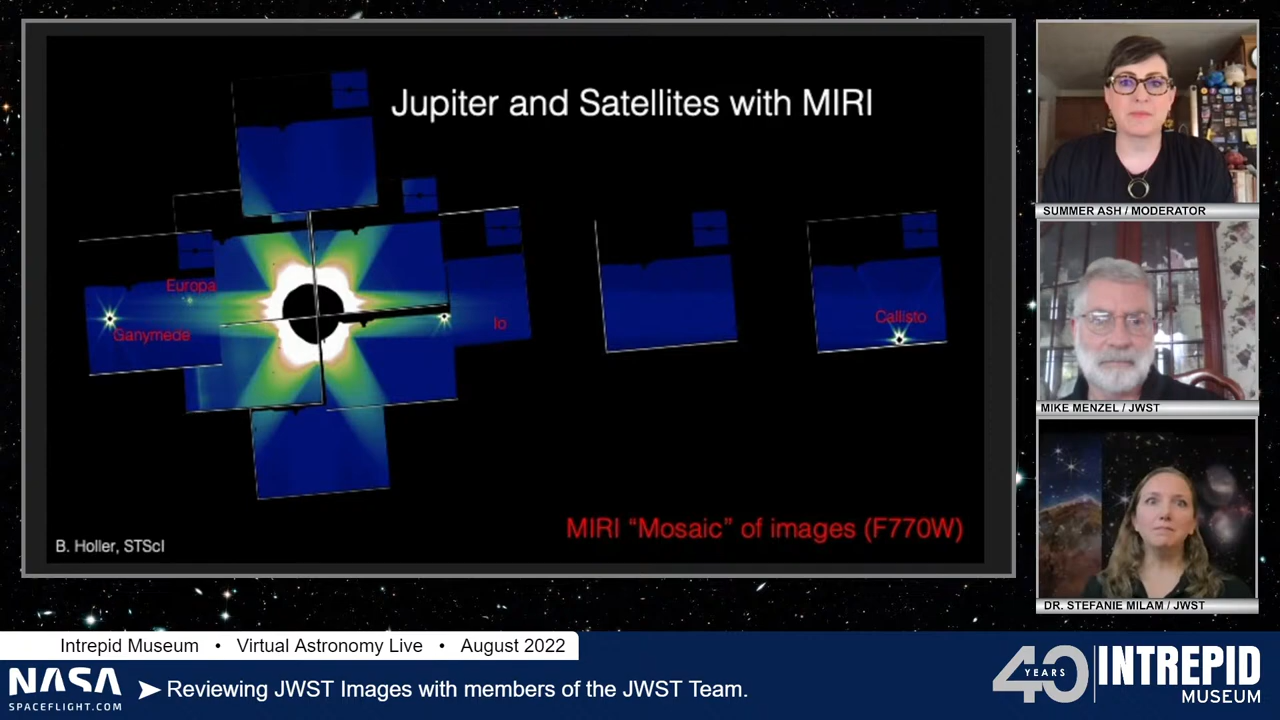 Jupiter and Satellites with MIRI
Europa
Ganymede
Io
Callisto
MIRI “Mosaic” of images (F770W)
B. Holler, STScI
SUMMER ASH / MODERATOR
MIKE MENZEL / JWST
DR. STEFANIE MILAM / JWST
Intrepid Museum • Virtual Astronomy Live • August 2022
NASA
SPACEFLIGHT.COM
Reviewing JWST Images with members of the JWST Team.
40
YEARS
INTREPID
MUSEUM